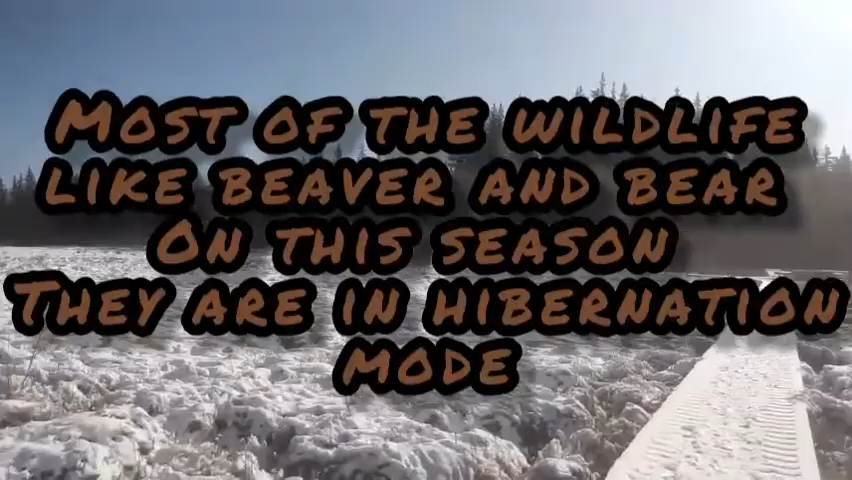 Most of the wildlife
like beaver and bear
On this season
They are in hibernation
mode